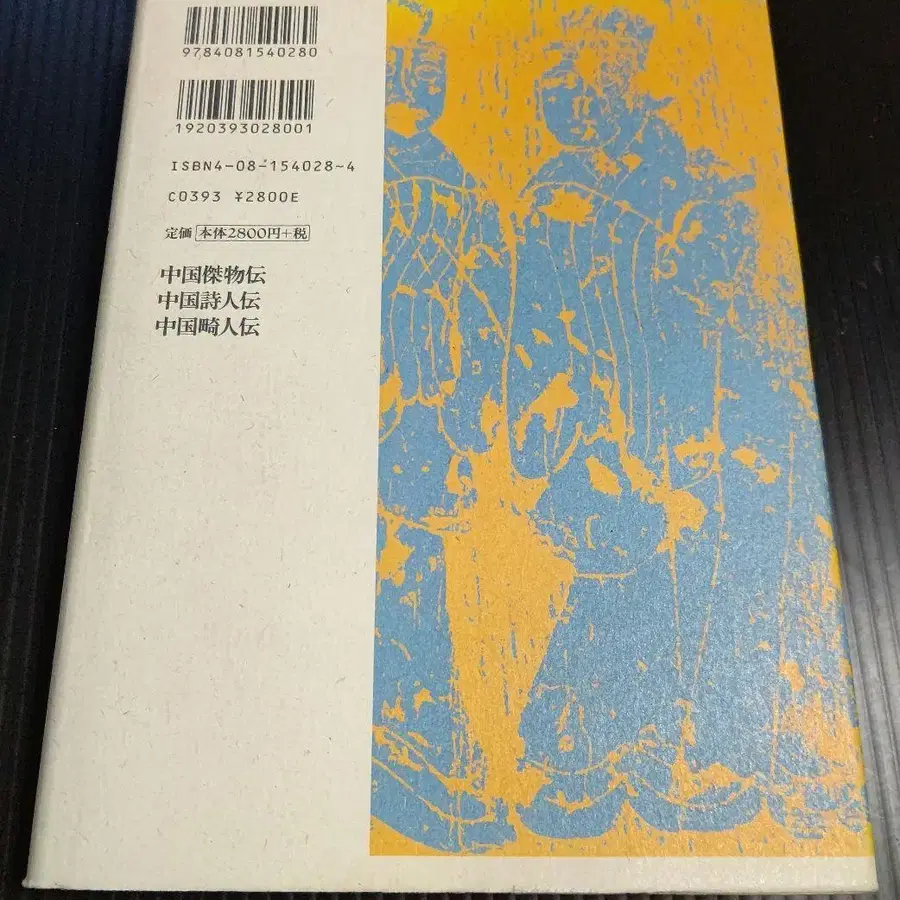 9784081540280
1920393028001
ISBN4-08-154028-4
C0393 ¥2800E
定価 本体2800円+税
中国傑物伝
中国詩人伝
中国畸人伝